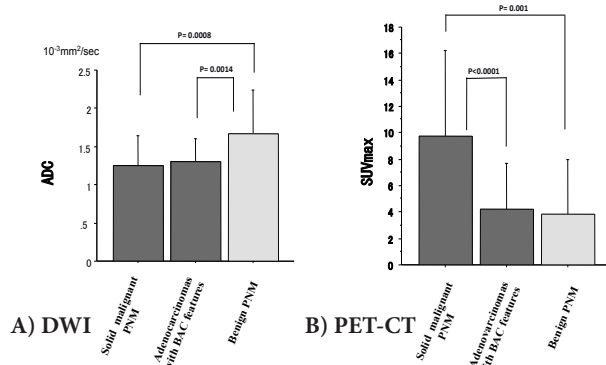 P= 0.0008
10⁻³mm²/sec
P= 0.0014
2.5
2
1.5
1
.5
0
ADC
Solid malignant
PNM
Adenocarcinomas
with BAC features
Benign PNM
A) DWI
P= 0.001
P<0.0001
18
16
14
12
10
8
6
4
2
0
SUVmax
Solid malignant
PNM
Adenovarcinomas
with BAC features
Benign PNM
B) PET-CT